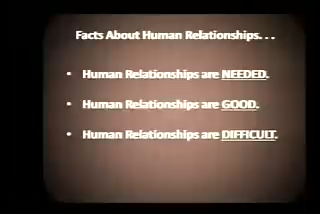 Facts About Human Relationships. . .
• Human Relationships are NEEDED.
• Human Relationships are GOOD.
• Human Relationships are DIFFICULT.